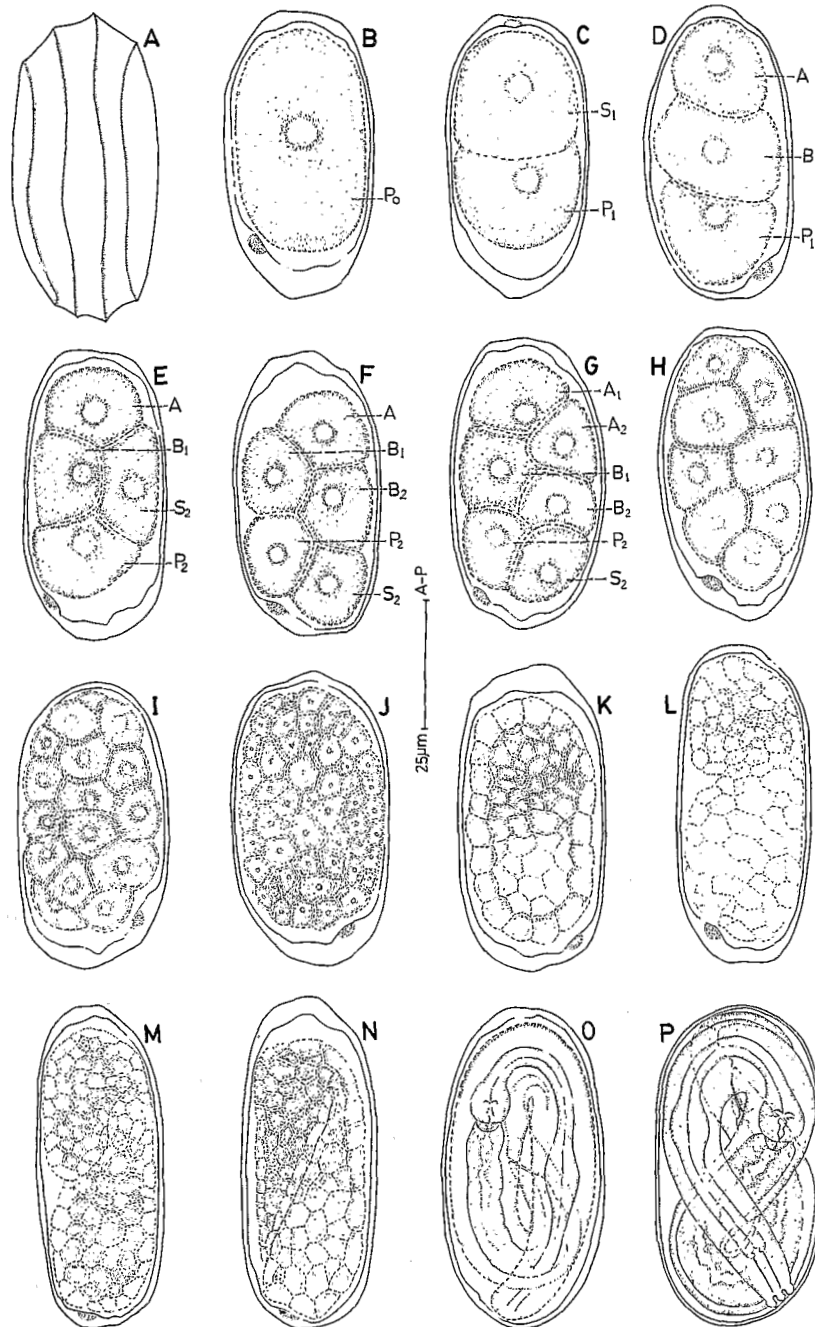 A
B
P₀
C
S₁
P₁
D
A
B
P₁
E
A
B₁
S₂
P₂
F
A
B₁
B₂
P₂
S₂
G
A₁
A₂
B₁
B₂
P₂
S₂
H
25µm A-P
I
J
K
L
M
N
O
P